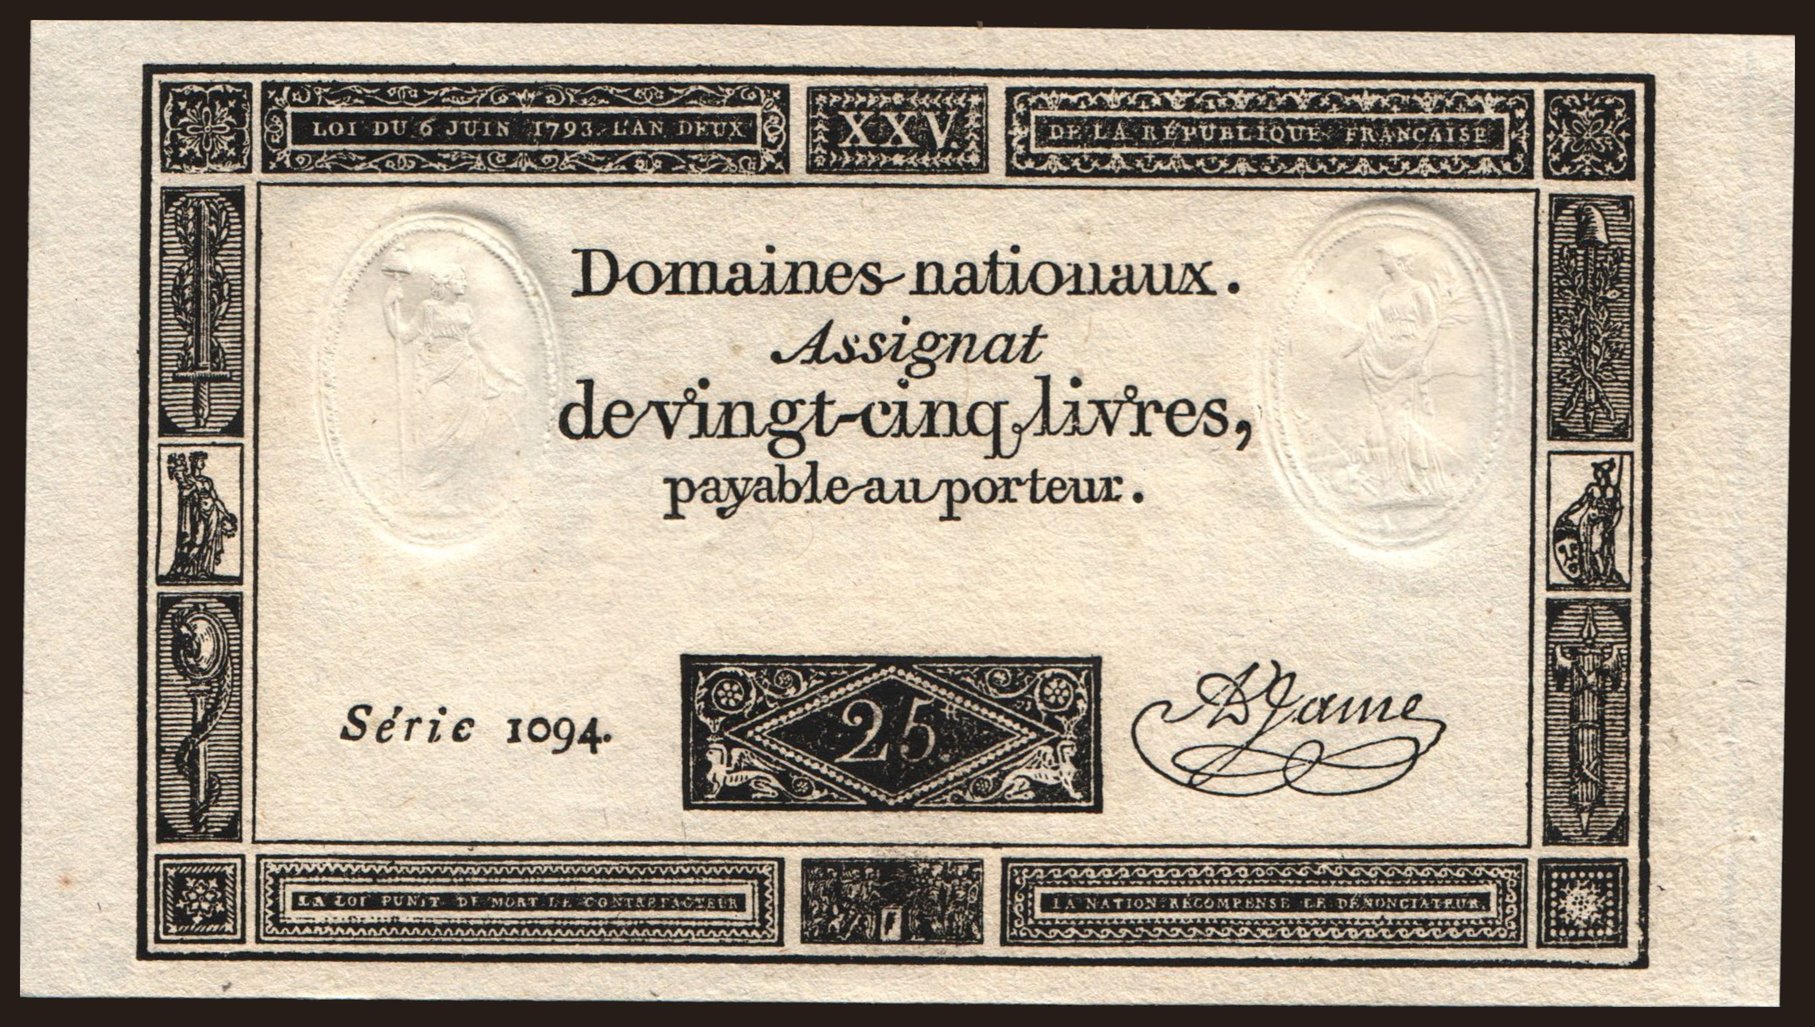 LOI DU 6 JUIN 1793. L'AN DEUX
XXV.
DE LA RÉPUBLIQUE FRANÇAISE
Domaines nationaux.
Assignat
de vingt-cinq livres,
payable au porteur.
Série 1094.
25
A Jame
LA LOI PUNIT DE MORT LE CONTREFACTEUR
LA NATION RÉCOMPENSE LE DÉNONCIATEUR.